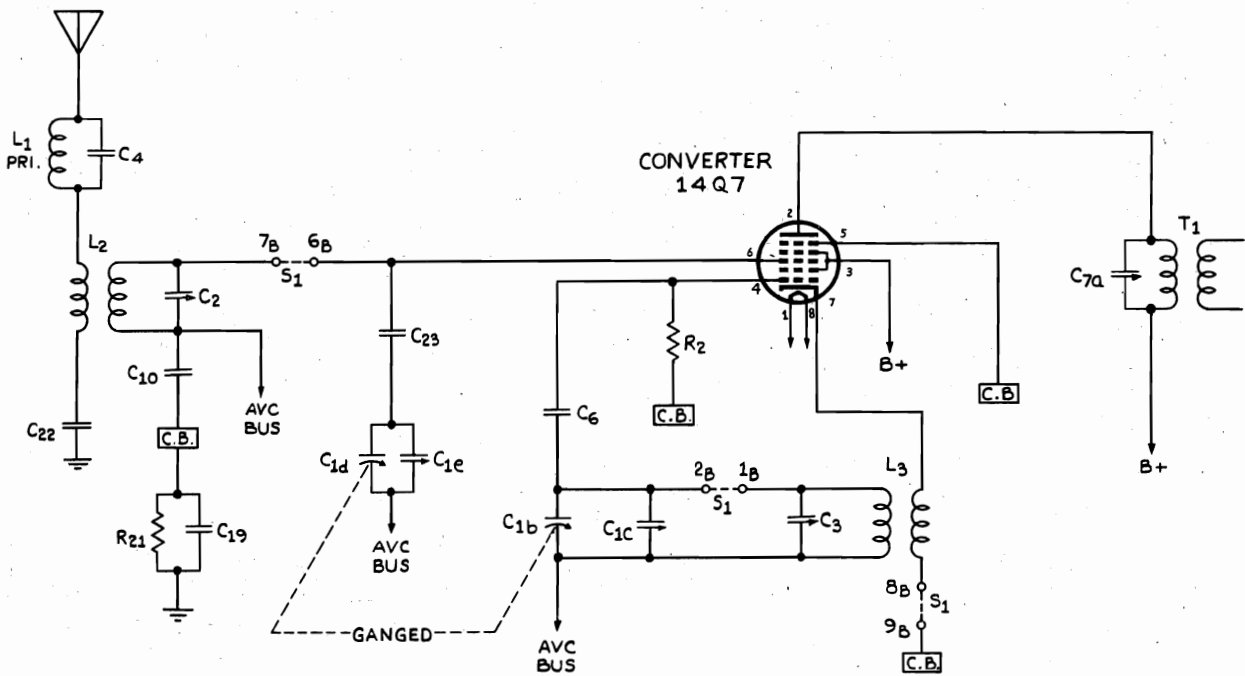 L1
PRI.
C4
CONVERTER
14Q7
2
5
6
3
4
7
1
8
T1
C7a
B+
L2
7B
6B
S1
C2
C23
R2
B+
C.B
C10
AVC
BUS
C22
C.B.
C6
C.B.
C1d
C1e
2B
1B
S1
L3
R21
C19
C1b
C1C
C3
AVC
BUS
8B
S1
9B
GANGED
AVC
BUS
C.B.
B+